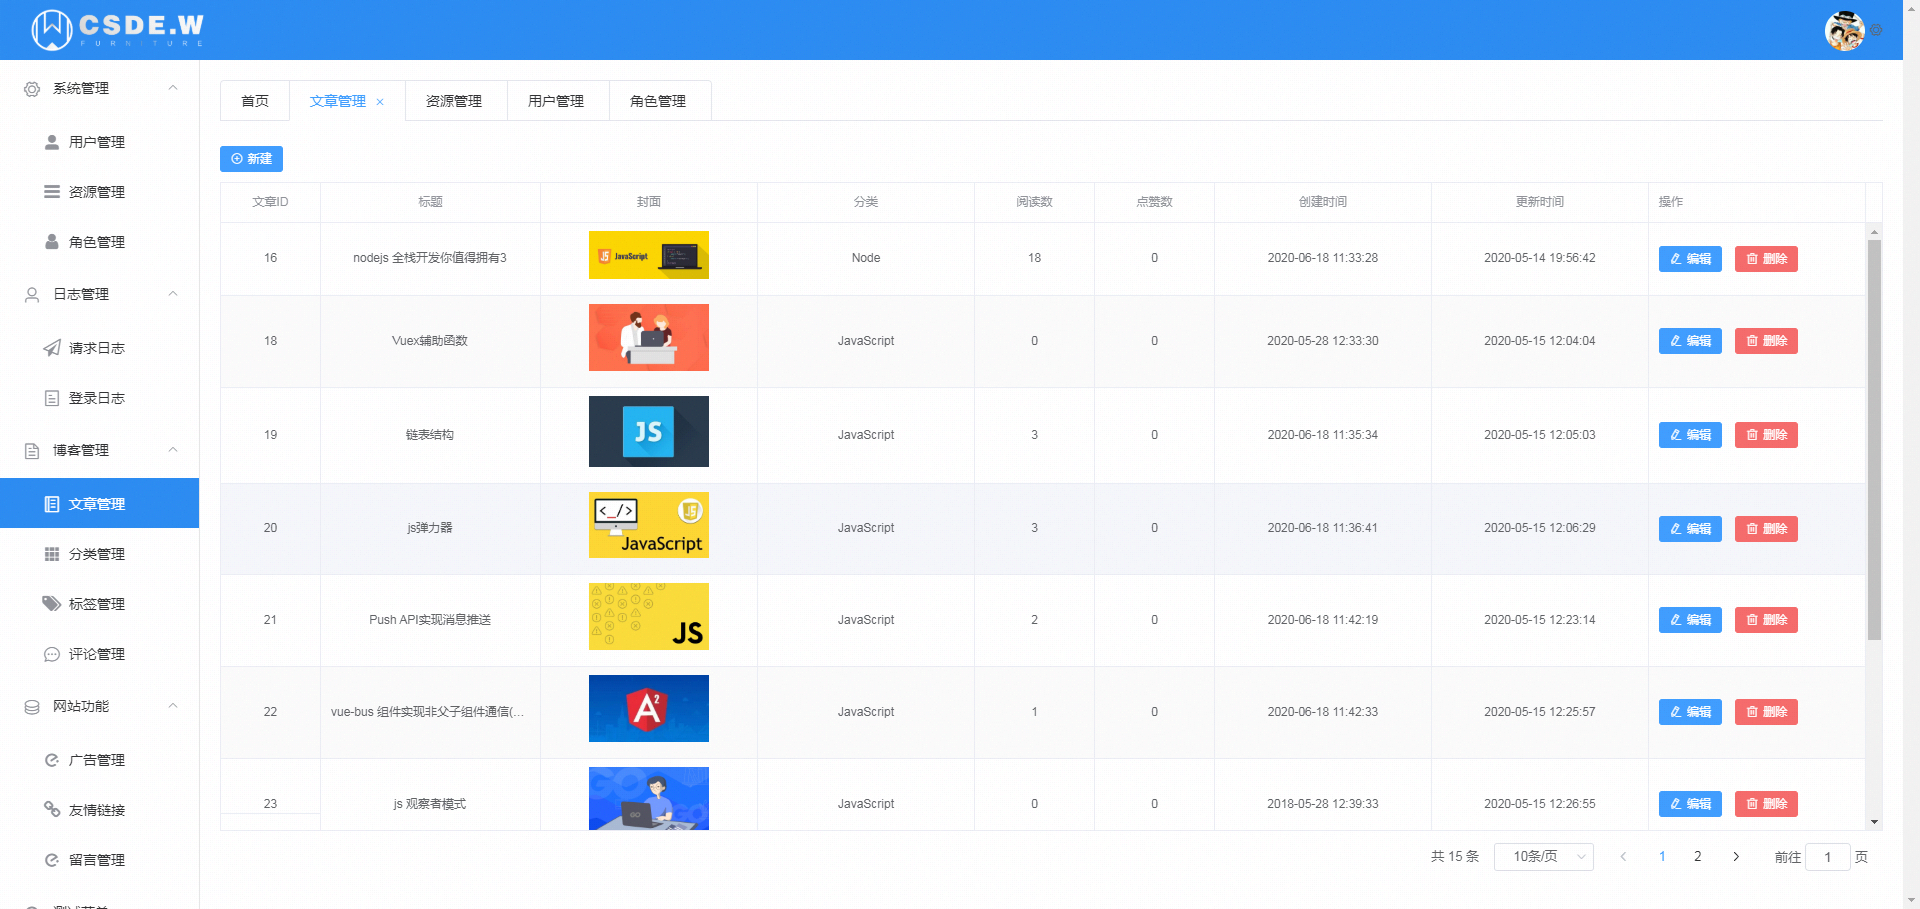 CSDE.W
FURNITURE
系统管理
用户管理
资源管理
角色管理
日志管理
请求日志
登录日志
博客管理
文章管理
分类管理
标签管理
评论管理
网站功能
广告管理
友情链接
留言管理
首页 文章管理 资源管理 用户管理 角色管理
新建
文章ID 标题 封面 分类 阅读数 点赞数 创建时间 更新时间 操作
16 nodejs 全栈开发你值得拥有3 JS JavaScript Node 18 0 2020-06-18 11:33:28 2020-05-14 19:56:42 编辑 删除
18 Vuex辅助函数 JavaScript 0 0 2020-05-28 12:33:30 2020-05-15 12:04:04 编辑 删除
19 链表结构 JS JavaScript 3 0 2020-06-18 11:35:34 2020-05-15 12:05:03 编辑 删除
20 js弹力器 <_/> JS JavaScript JavaScript 3 0 2020-06-18 11:36:41 2020-05-15 12:06:29 编辑 删除
21 Push API实现消息推送 JS JavaScript 2 0 2020-06-18 11:42:19 2020-05-15 12:23:14 编辑 删除
22 vue-bus 组件实现非父子组件通信(... A2 JavaScript 1 0 2020-06-18 11:42:33 2020-05-15 12:25:57 编辑 删除
23 js 观察者模式 GO JavaScript 0 0 2018-05-28 12:39:33 2020-05-15 12:26:55 编辑 删除
共 15 条 10条/页 1 2 前往 1 页